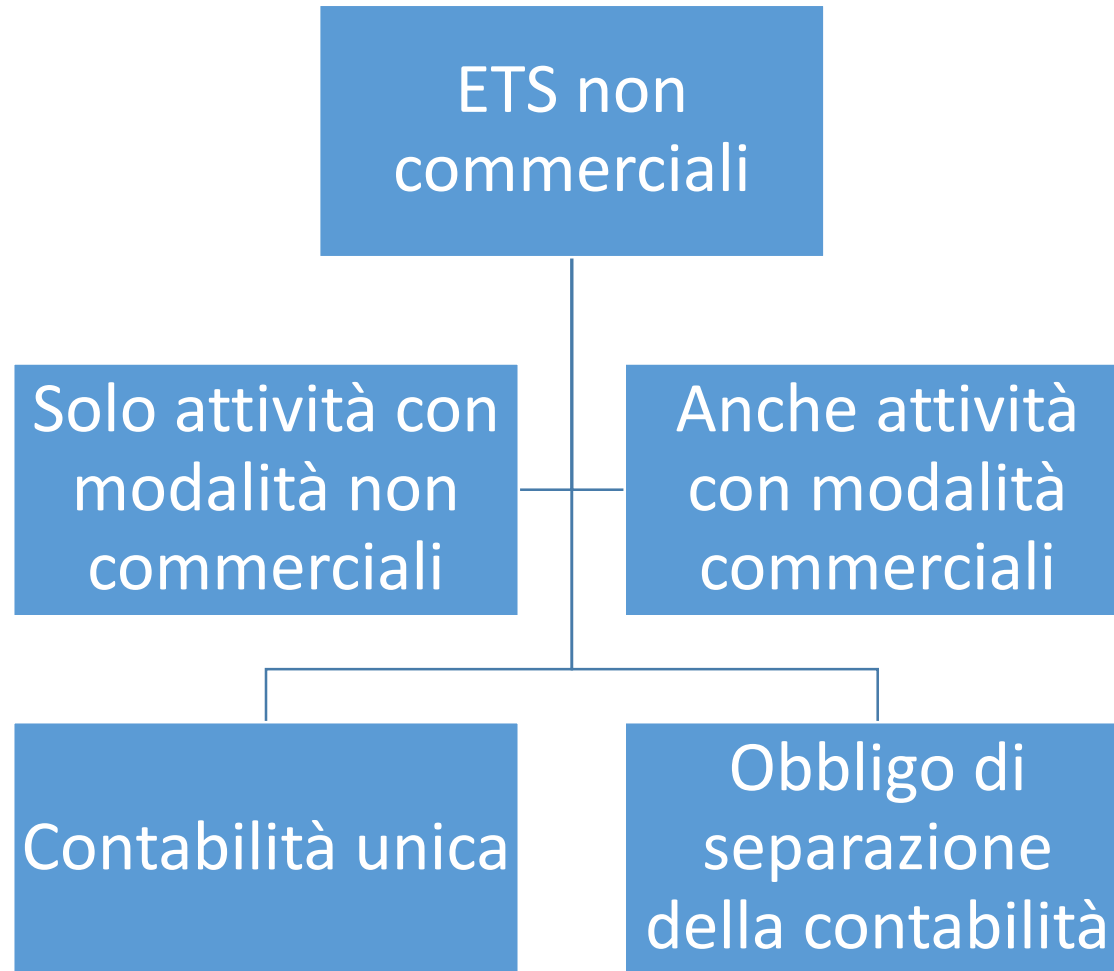 ETS non
commerciali
Solo attività con
modalità non
commerciali
Anche attività
con modalità
commerciali
Contabilità unica
Obbligo di
separazione
della contabilità